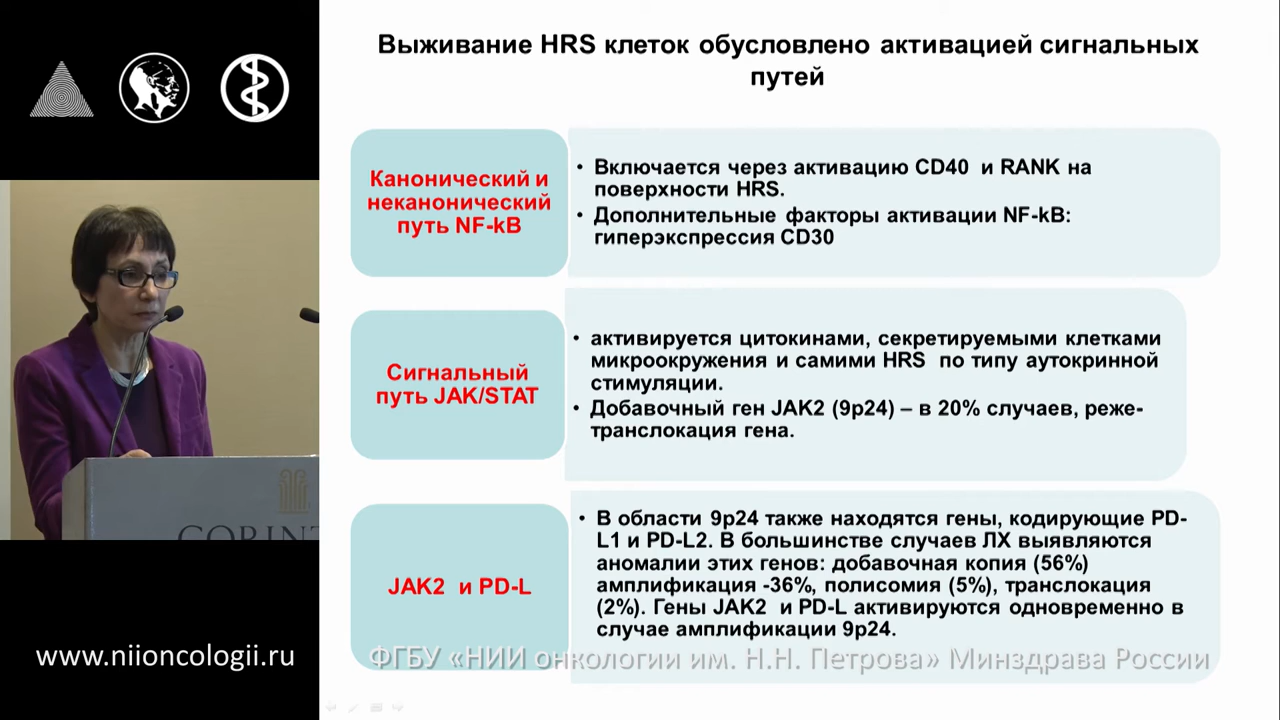 Выживание HRS клеток обусловлено активацией сигнальных
путей
Канонический и
неканонический
путь NF-kB
• Включается через активацию CD40 и RANK на
поверхности HRS.
• Дополнительные факторы активации NF-kB:
гиперэкспрессия CD30
Сигнальный
путь JAK/STAT
• активируется цитокинами, секретируемыми клетками
микроокружения и самими HRS по типу аутокринной
стимуляции.
• Добавочный ген JAK2 (9p24) – в 20% случаев, реже-
транслокация гена.
JAK2 и PD-L
• В области 9p24 также находятся гены, кодирующие PD-
L1 и PD-L2. В большинстве случаев ЛХ выявляются
аномалии этих генов: добавочная копия (56%)
амплификация -36%, полисомия (5%), транслокация
(2%). Гены JAK2 и PD-L активируются одновременно в
случае амплификации 9p24.
CORINT
www.niioncologii.ru
ФГБУ «НИИ онкологии им. Н.Н. Петрова» Минздрава России